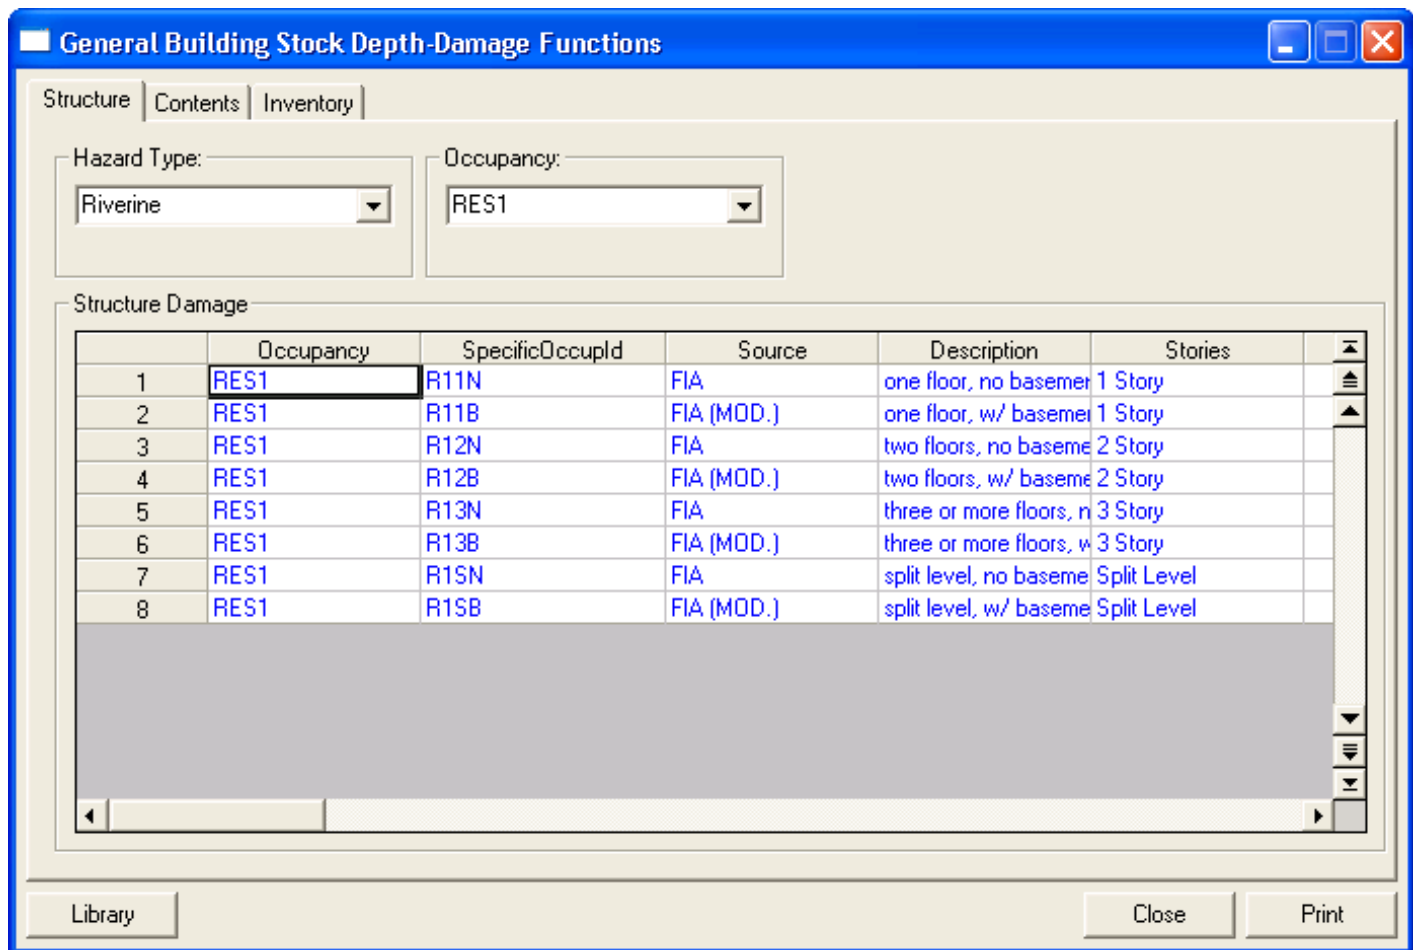 General Building Stock Depth-Damage Functions
Structure Contents Inventory
Hazard Type: Occupancy:
Riverine RES1
Structure Damage
Occupancy SpecificOccupId Source Description Stories
1 RES1 R11N FIA one floor, no basemen 1 Story
2 RES1 R11B FIA (MOD.) one floor, w/ basemen 1 Story
3 RES1 R12N FIA two floors, no baseme 2 Story
4 RES1 R12B FIA (MOD.) two floors, w/ baseme 2 Story
5 RES1 R13N FIA three or more floors, n 3 Story
6 RES1 R13B FIA (MOD.) three or more floors, w 3 Story
7 RES1 R1SN FIA split level, no baseme Split Level
8 RES1 R1SB FIA (MOD.) split level, w/ baseme Split Level
Library Close Print